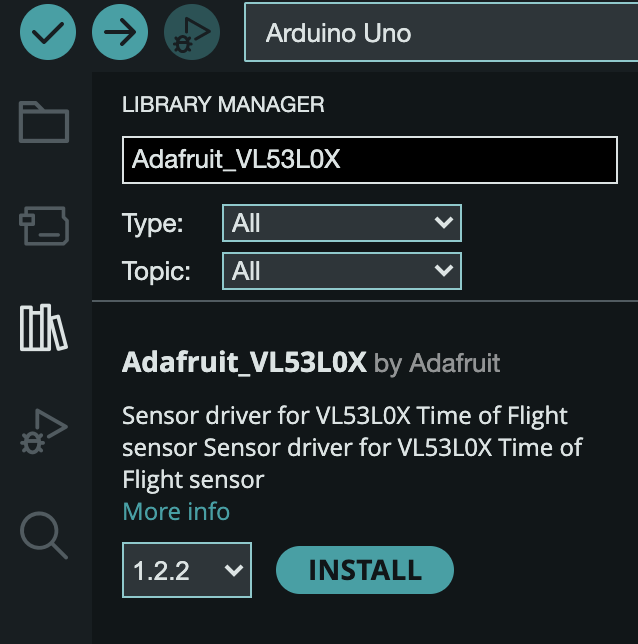 Arduino Uno
LIBRARY MANAGER
Adafruit_VL53L0X
Type: All
Topic: All
Adafruit_VL53L0X by Adafruit
Sensor driver for VL53L0X Time of Flight
sensor Sensor driver for VL53L0X Time of
Flight sensor
More info
1.2.2 INSTALL